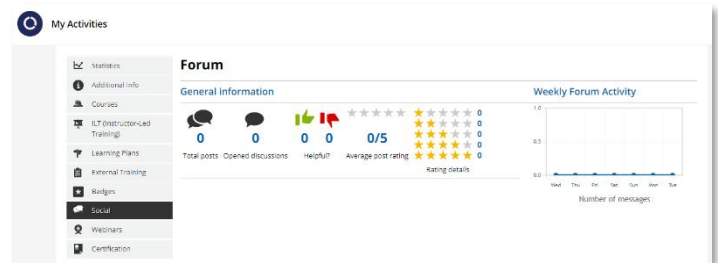 My Activities
Statistics
Additional Info
Courses
ILT (Instructor-Led
Training)
Learning Plans
External Training
Badges
Social
Webinars
Certification
Forum
General information
0
Total posts
0
Opened discussions
0 0
Helpful?
0/5
Average post rating
0
0
0
0
0
Rating details
Weekly Forum Activity
1.0
0.5
0.0
Wed Thu Fri Sat Sun Mon Tue
Number of messages